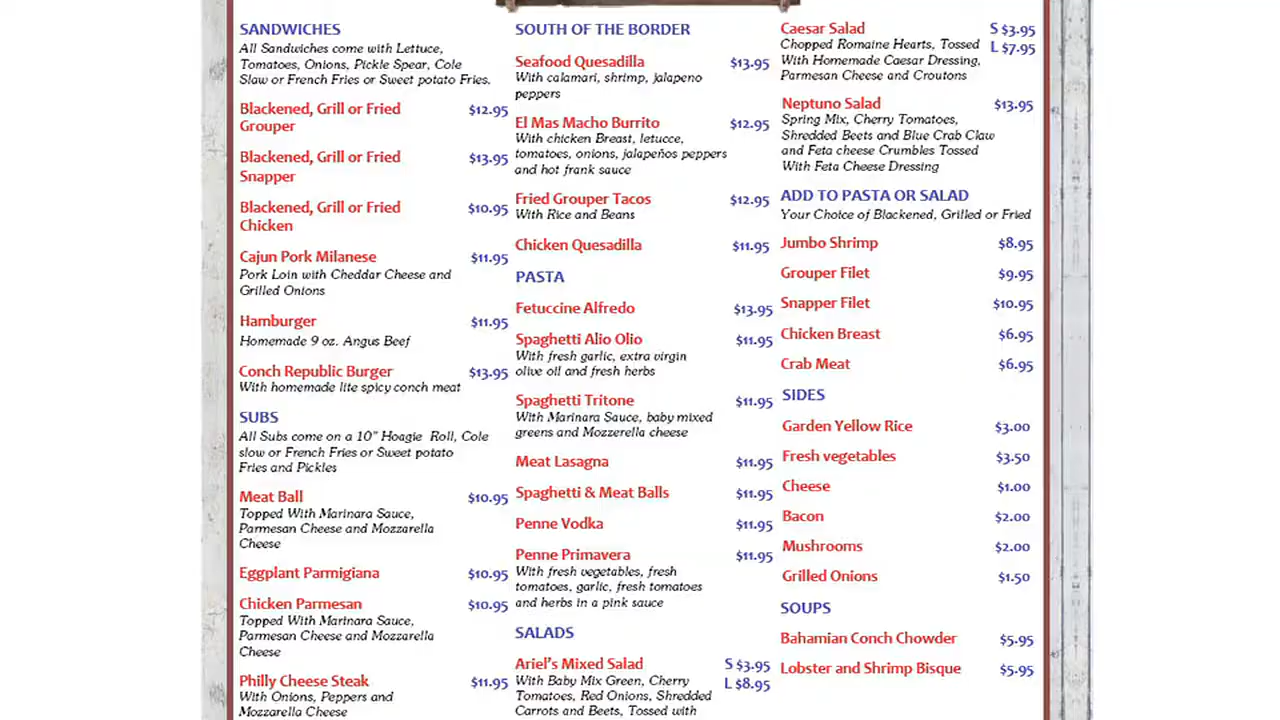 SANDWICHES
All Sandwiches come with Lettuce,
Tomatoes, Onions, Pickle Spear, Cole
Slaw or French Fries or Sweet potato Fries.
Blackened, Grill or Fried $12.95
Grouper
Blackened, Grill or Fried $13.95
Snapper
Blackened, Grill or Fried $10.95
Chicken
Cajun Pork Milanese $11.95
Pork Loin with Cheddar Cheese and
Grilled Onions
Hamburger $11.95
Homemade 9 oz. Angus Beef
Conch Republic Burger $13.95
With homemade lite spicy conch meat
SUBS
All Subs come on a 10" Hoagie Roll, Cole
slow or French Fries or Sweet potato
Fries and Pickles
Meat Ball $10.95
Topped With Marinara Sauce,
Parmesan Cheese and Mozzarella
Cheese
Eggplant Parmigiana $10.95
Chicken Parmesan $10.95
Topped With Marinara Sauce,
Parmesan Cheese and Mozzarella
Cheese
Philly Cheese Steak $11.95
With Onions, Peppers and
Mozzarella Cheese
SOUTH OF THE BORDER
Seafood Quesadilla $13.95
With calamari, shrimp, jalapeno
peppers
El Mas Macho Burrito $12.95
With chicken Breast, letucce,
tomatoes, onions, jalapeños peppers
and hot frank sauce
Fried Grouper Tacos $12.95
With Rice and Beans
Chicken Quesadilla $11.95
PASTA
Fetuccine Alfredo $13.95
Spaghetti Alio Olio $11.95
With fresh garlic, extra virgin
olive oil and fresh herbs
Spaghetti Tritone $11.95
With Marinara Sauce, baby mixed
greens and Mozzerella cheese
Meat Lasagna $11.95
Spaghetti & Meat Balls $11.95
Penne Vodka $11.95
Penne Primavera $11.95
With fresh vegetables, fresh
tomatoes, garlic, fresh tomatoes
and herbs in a pink sauce
SALADS
Ariel's Mixed Salad S $3.95
With Baby Mix Green, Cherry L $8.95
Tomatoes, Red Onions, Shredded
Carrots and Beets, Tossed with
Caesar Salad S $3.95
Chopped Romaine Hearts, Tossed L $7.95
With Homemade Caesar Dressing,
Parmesan Cheese and Croutons
Neptuno Salad $13.95
Spring Mix, Cherry Tomatoes,
Shredded Beets and Blue Crab Claw
and Feta cheese Crumbles Tossed
With Feta Cheese Dressing
ADD TO PASTA OR SALAD
Your Choice of Blackened, Grilled or Fried
Jumbo Shrimp $8.95
Grouper Filet $9.95
Snapper Filet $10.95
Chicken Breast $6.95
Crab Meat $6.95
SIDES
Garden Yellow Rice $3.00
Fresh vegetables $3.50
Cheese $1.00
Bacon $2.00
Mushrooms $2.00
Grilled Onions $1.50
SOUPS
Bahamian Conch Chowder $5.95
Lobster and Shrimp Bisque $5.95